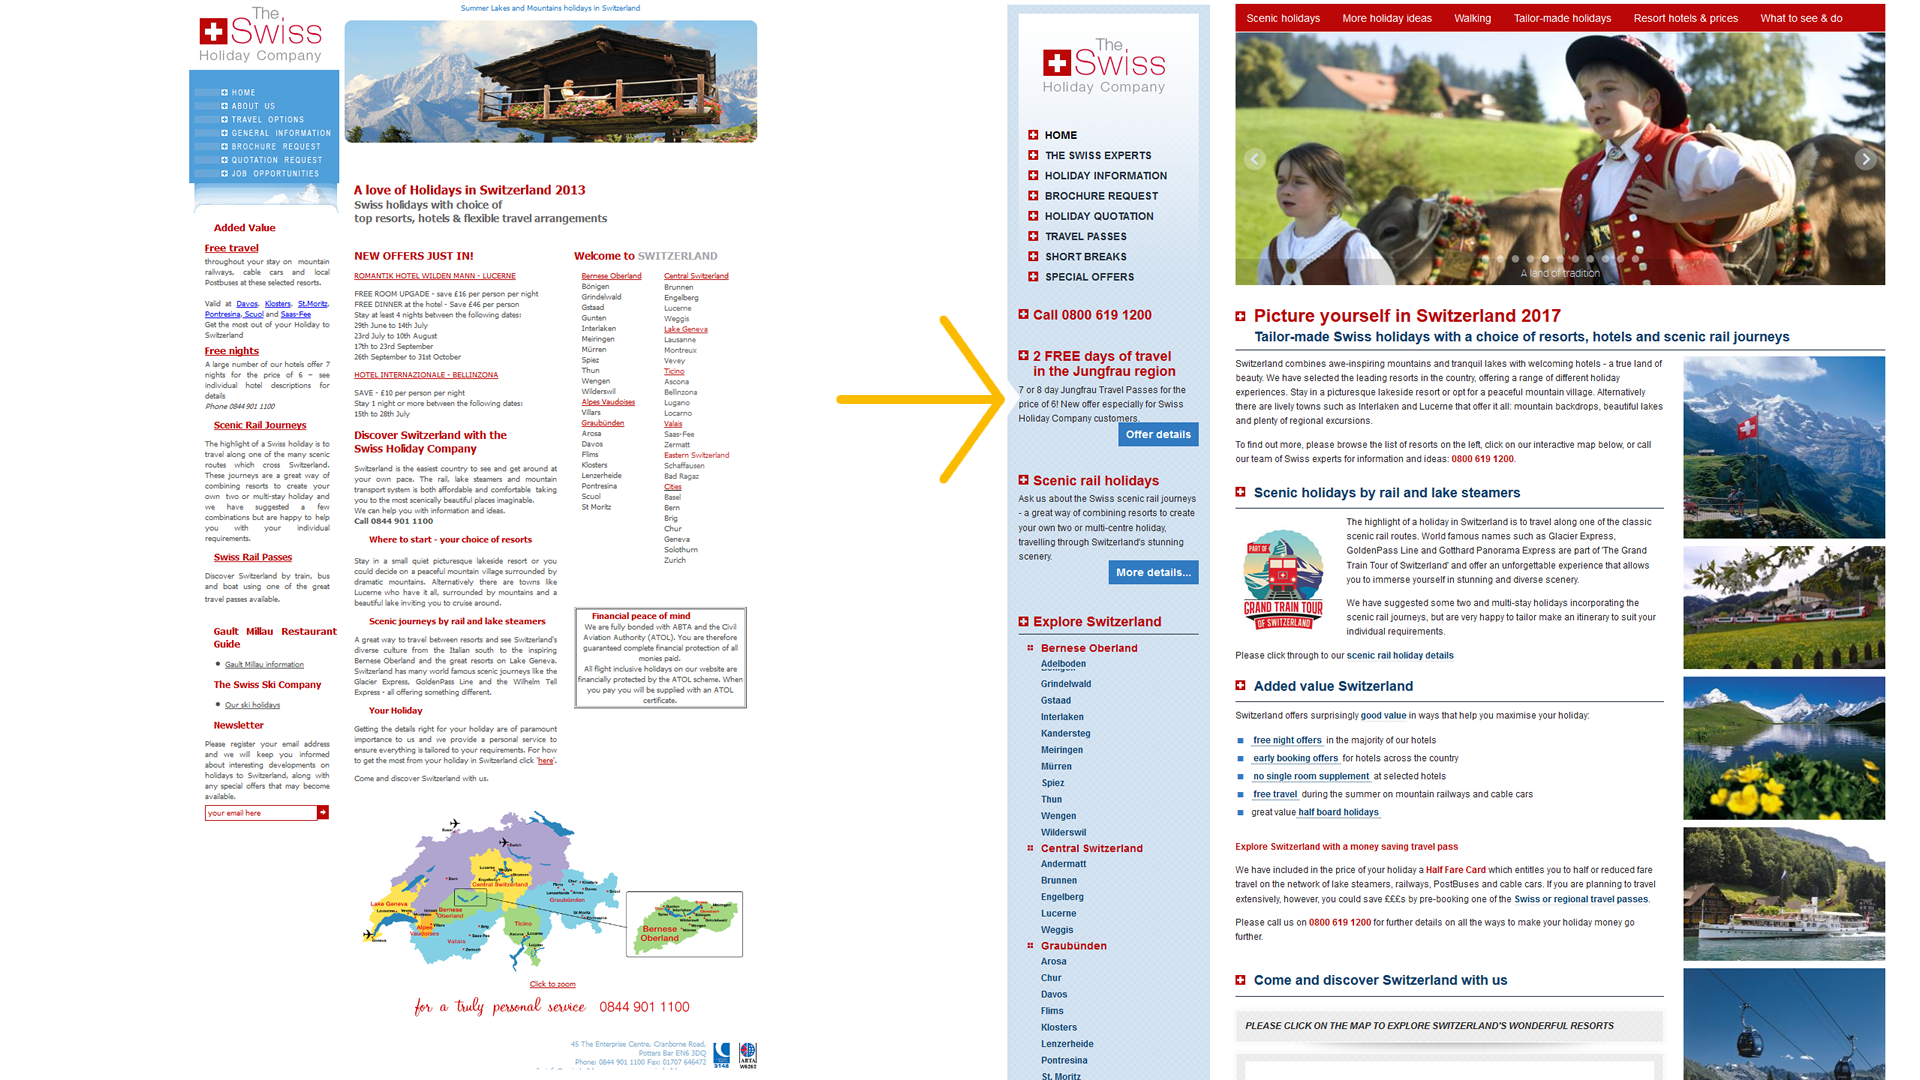 The
Swiss
Holiday Company
HOME
ABOUT US
TRAVEL OPTIONS
GENERAL INFORMATION
BROCHURE REQUEST
QUOTATION REQUEST
JOB OPPORTUNITIES
Added Value
Free travel
throughout your stay on mountain
railways, cable cars and local
Postbuses at these selected resorts.
Valid at Davos, Klosters, St.Moritz,
Pontresina, Scuol and Saas-Fee
Get the most out of your Holiday to
Switzerland
Free nights
A large number of our hotels offer 7
nights for the price of 6 – see
individual hotel descriptions for
details
Phone 0844 901 1100
Scenic Rail Journeys
The highlight of a Swiss holiday is to
travel along one of the many scenic
routes which cross Switzerland.
These journeys are a great way of
combining resorts to create your
own two or multi-stay holiday and
we have suggested a few
combinations but are happy to help
you with your individual
requirements.
Swiss Rail Passes
Discover Switzerland by train, bus
and boat using one of the great
travel passes available.
Gault Millau Restaurant
Guide
Gault Millau information
The Swiss Ski Company
Our ski holidays
Newsletter
Please register your email address
and we will keep you informed
about interesting developments on
holidays to Switzerland, along with
any special offers that may become
available.
your email here
Summer Lakes and Mountains holidays in Switzerland
A love of Holidays in Switzerland 2013
Swiss holidays with choice of
top resorts, hotels & flexible travel arrangements
NEW OFFERS JUST IN!
ROMANTIK HOTEL WILDEN MANN - LUCERNE
FREE ROOM UPGADE - save £16 per person per night
FREE DINNER at the hotel - Save £46 per person
Stay at least 4 nights between the following dates:
29th June to 14th July
23rd July to 10th August
17th to 23rd September
26th September to 31st October
HOTEL INTERNAZIONALE - BELLINZONA
SAVE - £10 per person per night
Stay 1 night or more between the following dates:
15th to 28th July
Discover Switzerland with the
Swiss Holiday Company
Switzerland is the easiest country to see and get around at
your own pace. The rail, lake steamers and mountain
transport system is both affordable and comfortable taking
you to the most scenically beautiful places imaginable.
We can help you with information and ideas.
Call 0844 901 1100
Where to start - your choice of resorts
Stay in a small quiet picturesque lakeside resort or you
could decide on a peaceful mountain village surrounded by
dramatic mountains. Alternatively there are towns like
Lucerne who have it all, surrounded by mountains and a
beautiful lake inviting you to cruise around.
Scenic journeys by rail and lake steamers
A great way to travel between resorts and see Switzerland's
diverse culture from the Italian south to the inspiring
Bernese Oberland and the great resorts on Lake Geneva.
Switzerland has many world famous scenic journeys like the
Glacier Express, GoldenPass Line and the Wilhelm Tell
Express - all offering something different.
Your Holiday
Getting the details right for your holiday are of paramount
importance to us and we provide a personal service to
ensure everything is tailored to your requirements. For how
to get the most from your holiday in Switzerland click 'here'.
Come and discover Switzerland with us.
Welcome to SWITZERLAND
Bernese Oberland
Bönigen
Grindelwald
Gstaad
Gunten
Interlaken
Meiringen
Mürren
Spiez
Thun
Wengen
Wilderswil
Alpes Vaudoises
Villars
Graubünden
Arosa
Davos
Flims
Klosters
Lenzerheide
Pontresina
Scuol
St Moritz
Central Switzerland
Brunnen
Engelberg
Lucerne
Weggis
Lake Geneva
Lausanne
Montreux
Vevey
Ticino
Ascona
Bellinzona
Lugano
Locarno
Valais
Saas-Fee
Zermatt
Eastern Switzerland
Schaffausen
Bad Ragaz
Cities
Basel
Bern
Brig
Chur
Geneva
Solothurn
Zurich
Financial peace of mind
We are fully bonded with ABTA and the Civil
Aviation Authority (ATOL). You are therefore
guaranteed complete financial protection of all
monies paid.
All flight inclusive holidays on our website are
financially protected by the ATOL scheme. When
you pay you will be supplied with an ATOL
certificate.
Lake Geneva
Central Switzerland
Graubünden
Bernese
Oberland
Alpes
Vaudoises
Valais
Ticino
Bernese
Oberland
Click to zoom
for a truly personal service 0844 901 1100
45 The Enterprise Centre, Cranborne Road,
Potters Bar EN6 3DQ
Phone: 0844 901 1100 Fax: 01707 646472
3148
ABTA
W6262
The
Swiss
Holiday Company
HOME
THE SWISS EXPERTS
HOLIDAY INFORMATION
BROCHURE REQUEST
HOLIDAY QUOTATION
TRAVEL PASSES
SHORT BREAKS
SPECIAL OFFERS
Call 0800 619 1200
2 FREE days of travel
in the Jungfrau region
7 or 8 day Jungfrau Travel Passes for the
price of 6! New offer especially for Swiss
Holiday Company customers.
Offer details
Scenic rail holidays
Ask us about the Swiss scenic rail journeys
- a great way of combining resorts to create
your own two or multi-centre holiday,
travelling through Switzerland's stunning
scenery.
More details...
Explore Switzerland
Bernese Oberland
Adelboden
Grindelwald
Gstaad
Interlaken
Kandersteg
Meiringen
Mürren
Spiez
Thun
Wengen
Wilderswil
Central Switzerland
Andermatt
Brunnen
Engelberg
Lucerne
Weggis
Graubünden
Arosa
Chur
Davos
Flims
Klosters
Lenzerheide
Pontresina
St. Moritz
Scenic holidays More holiday ideas Walking Tailor-made holidays Resort hotels & prices What to see & do
A land of tradition
Picture yourself in Switzerland 2017
Tailor-made Swiss holidays with a choice of resorts, hotels and scenic rail journeys
Switzerland combines awe-inspiring mountains and tranquil lakes with welcoming hotels - a true land of
beauty. We have selected the leading resorts in the country, offering a range of different holiday
experiences. Stay in a picturesque lakeside resort or opt for a peaceful mountain village. Alternatively
there are lively towns such as Interlaken and Lucerne that offer it all: mountain backdrops, beautiful lakes
and plenty of regional excursions.
To find out more, please browse the list of resorts on the left, click on our interactive map below, or call
our team of Swiss experts for information and ideas: 0800 619 1200.
Scenic holidays by rail and lake steamers
PART OF
GRAND TRAIN TOUR
OF SWITZERLAND
The highlight of a holiday in Switzerland is to travel along one of the classic
scenic rail routes. World famous names such as Glacier Express,
GoldenPass Line and Gotthard Panorama Express are part of 'The Grand
Train Tour of Switzerland' and offer an unforgettable experience that allows
you to immerse yourself in stunning and diverse scenery.
We have suggested some two and multi-stay holidays incorporating the
scenic rail journeys, but are very happy to tailor make an itinerary to suit your
individual requirements.
Please click through to our scenic rail holiday details
Added value Switzerland
Switzerland offers surprisingly good value in ways that help you maximise your holiday:
free night offers in the majority of our hotels
early booking offers for hotels across the country
no single room supplement at selected hotels
free travel during the summer on mountain railways and cable cars
great value half board holidays
Explore Switzerland with a money saving travel pass
We have included in the price of your holiday a Half Fare Card which entitles you to half or reduced fare
travel on the network of lake steamers, railways, PostBuses and cable cars. If you are planning to travel
extensively, however, you could save £££s by pre-booking one of the Swiss or regional travel passes.
Please call us on 0800 619 1200 for further details on all the ways to make your holiday money go
further.
Come and discover Switzerland with us
PLEASE CLICK ON THE MAP TO EXPLORE SWITZERLAND'S WONDERFUL RESORTS